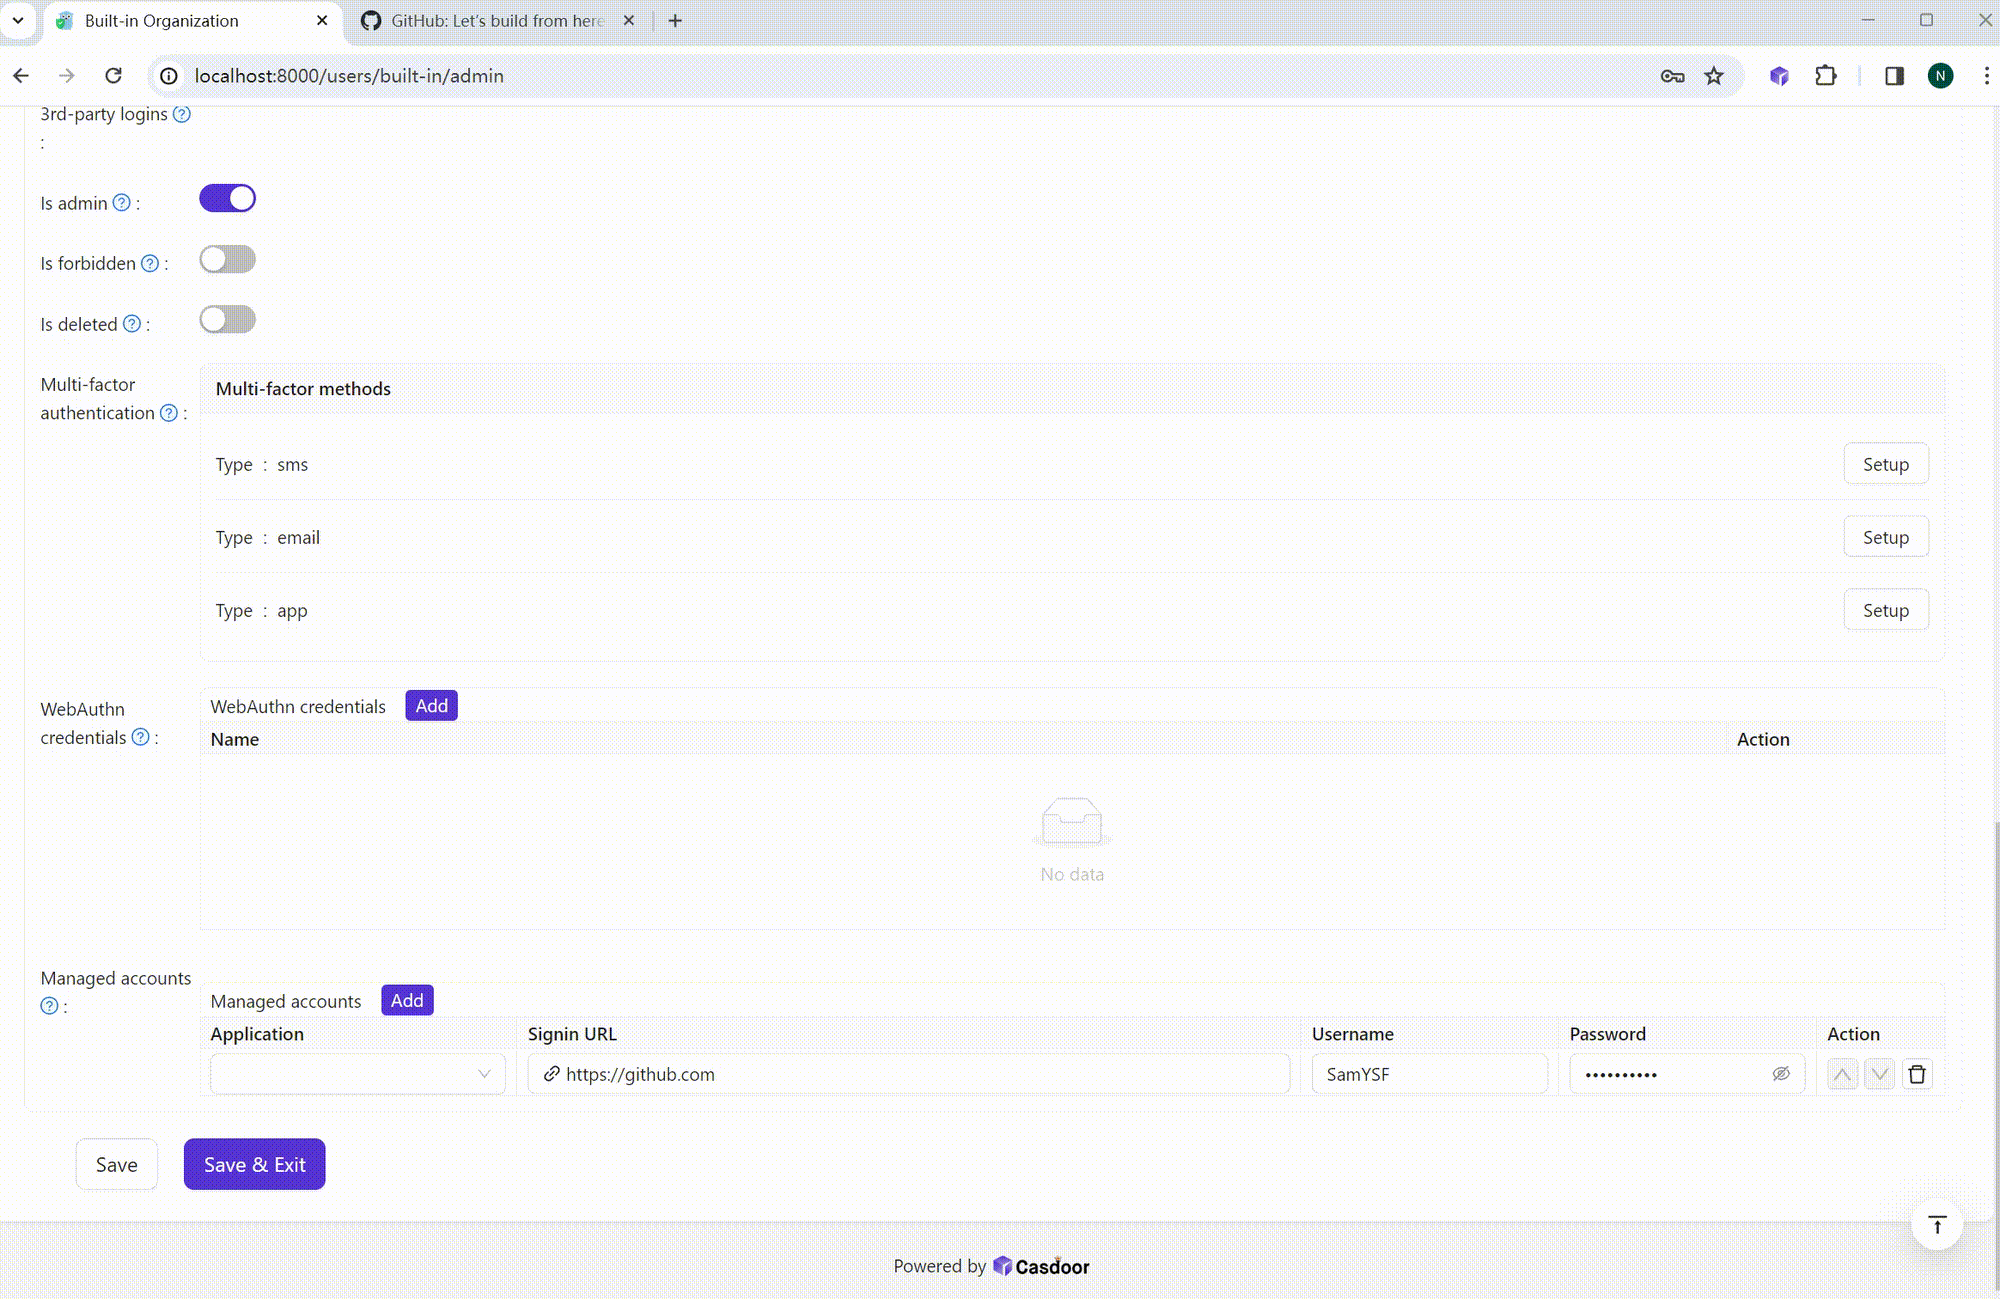 Built-in Organization
GitHub: Let's build from here
localhost:8000/users/built-in/admin
N
3rd-party logins ?
:
Is admin ? :
Is forbidden ? :
Is deleted ? :
Multi-factor
authentication ? :
Multi-factor methods
Type : sms
Setup
Type : email
Setup
Type : app
Setup
WebAuthn
credentials ? :
WebAuthn credentials Add
Name Action
No data
Managed accounts
? :
Managed accounts Add
Application Signin URL Username Password Action
https://github.com SamYSF ••••••••••
Save Save & Exit
Powered by Casdoor